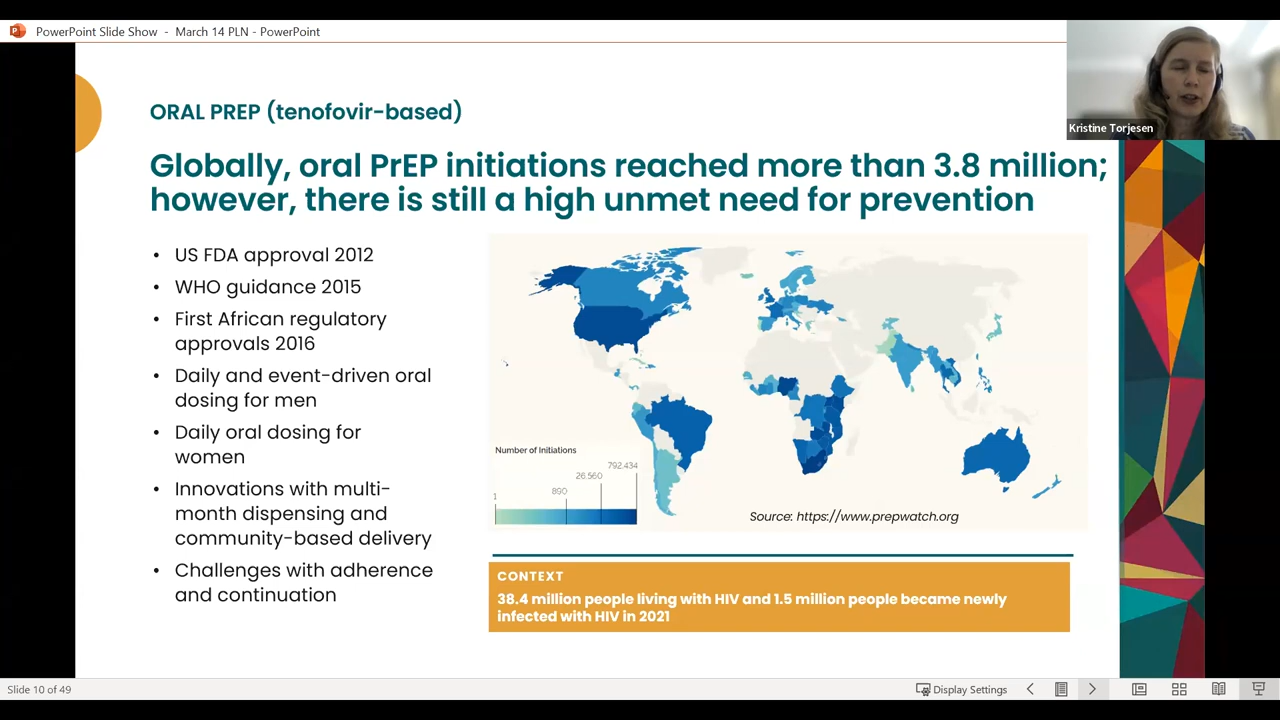 PowerPoint Slide Show - March 14 PLN - PowerPoint
Kristine Torjesen
ORAL PREP (tenofovir-based)
Globally, oral PrEP initiations reached more than 3.8 million;
however, there is still a high unmet need for prevention
• US FDA approval 2012
• WHO guidance 2015
• First African regulatory
approvals 2016
• Daily and event-driven oral
dosing for men
• Daily oral dosing for
women
• Innovations with multi-
month dispensing and
community-based delivery
• Challenges with adherence
and continuation
Number of Initiations
792.434
26.560
890
1
Source: https://www.prepwatch.org
CONTEXT
38.4 million people living with HIV and 1.5 million people became newly
infected with HIV in 2021
Slide 10 of 49
Display Settings